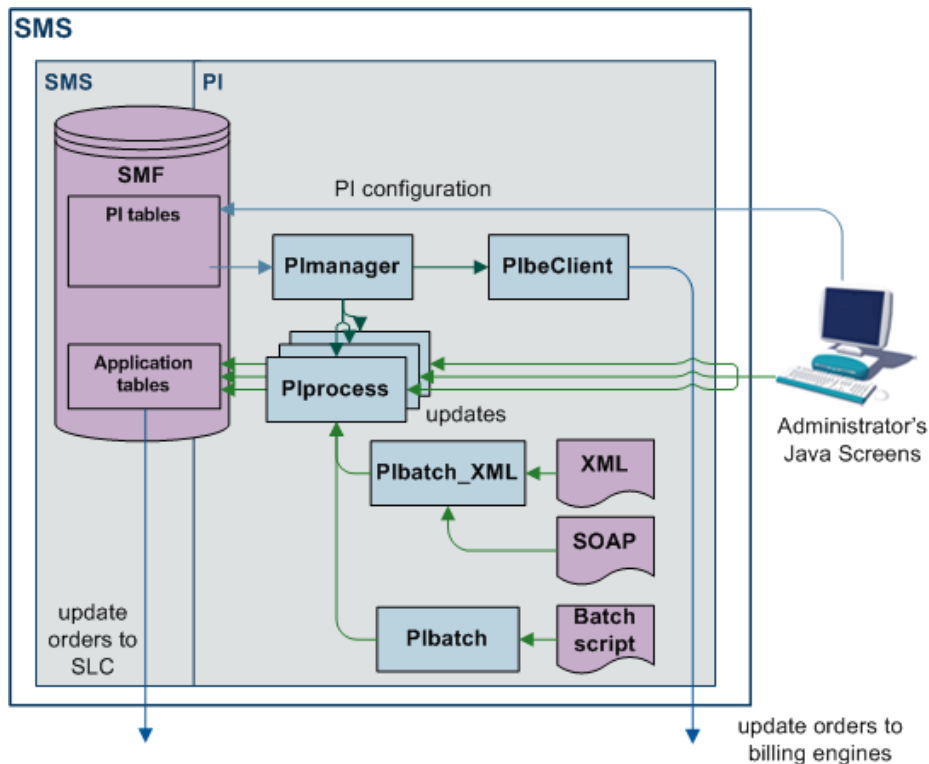 SMS
SMS
PI
SMF
PI configuration
PI tables
PImanager
PIbeClient
Application
tables
PIprocess
updates
Administrator's
Java Screens
PIbatch_XML
XML
SOAP
update
orders to
SLC
PIbatch
Batch
script
update orders to
billing engines